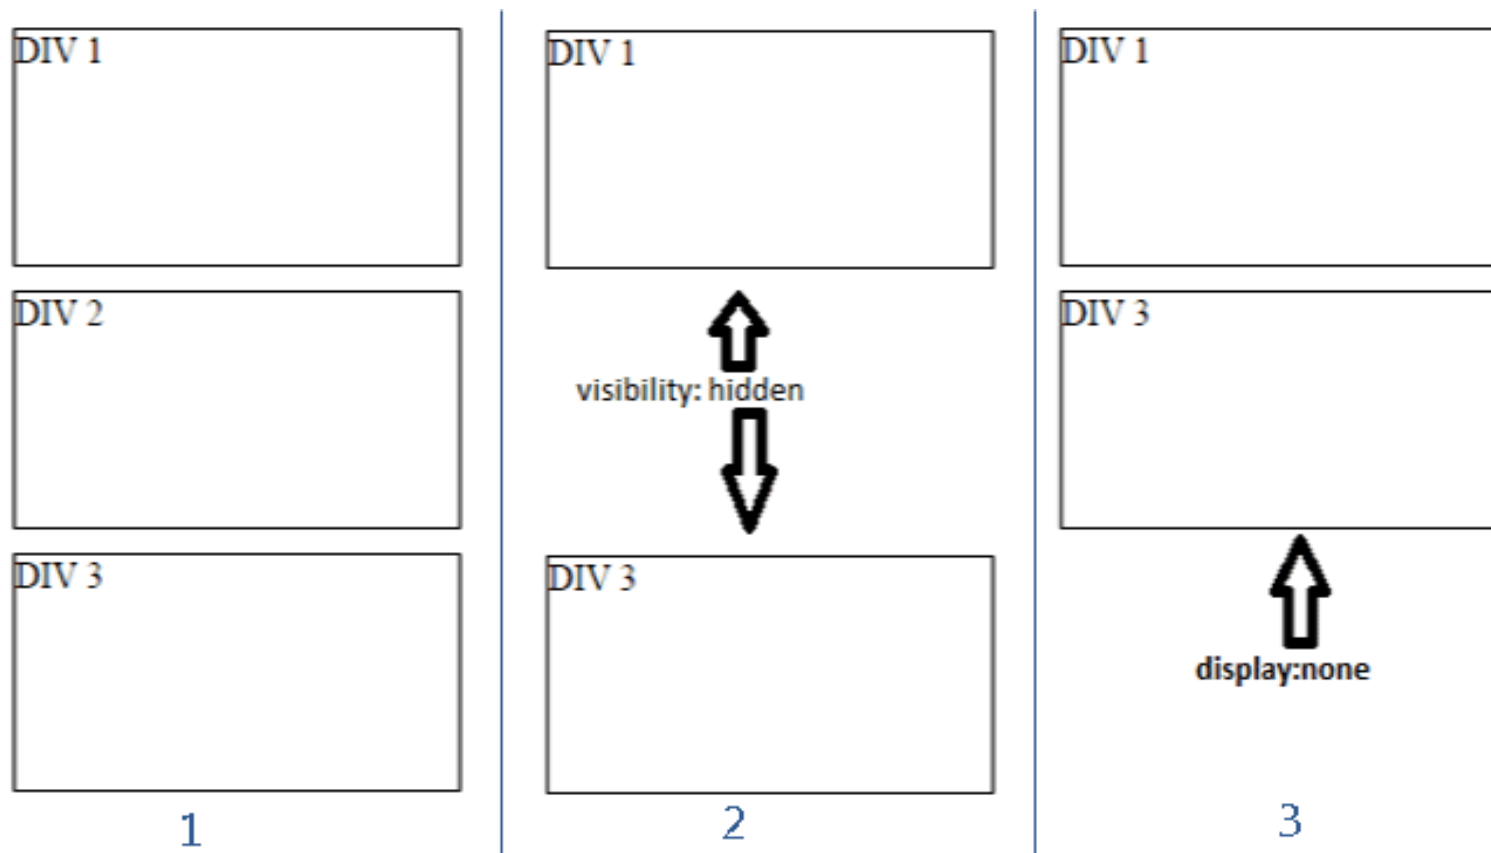 DIV 1
DIV 2
DIV 3
1
DIV 1
visibility: hidden
DIV 3
2
DIV 1
DIV 3
display:none
3